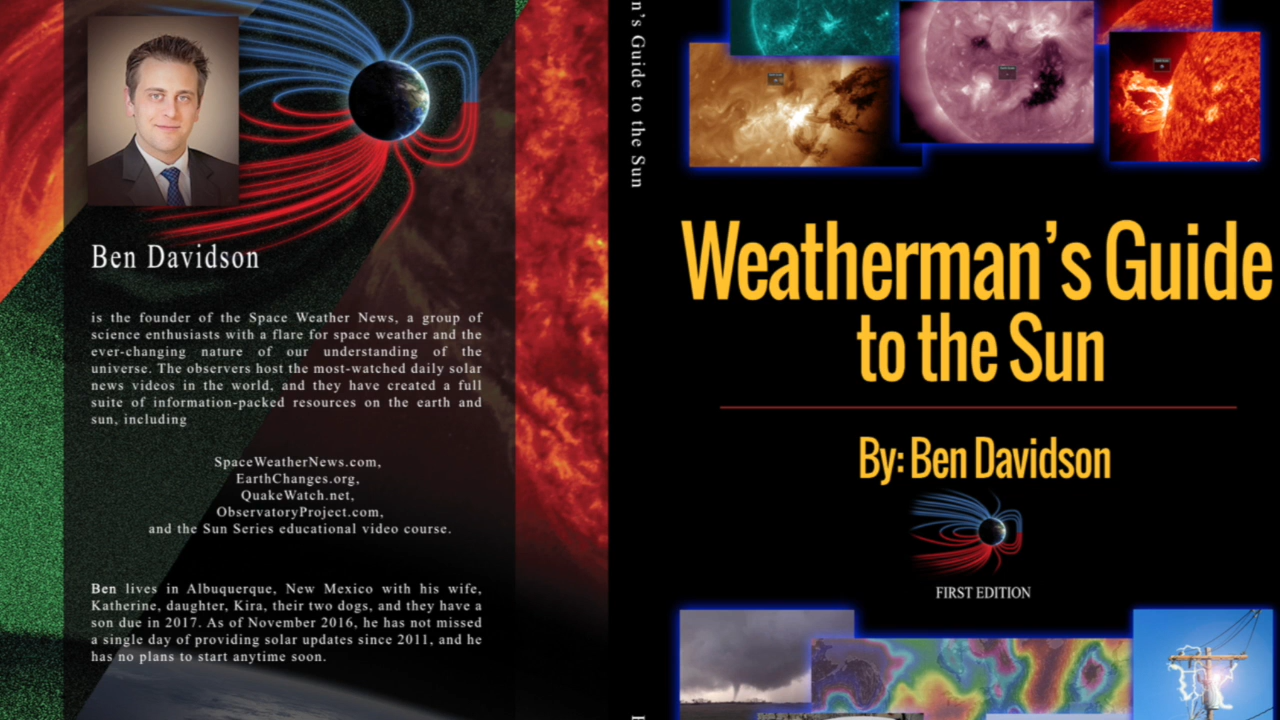 Ben Davidson
is the founder of the Space Weather News, a group of
science enthusiasts with a flare for space weather and the
ever-changing nature of our understanding of the
universe. The observers host the most-watched daily solar
news videos in the world, and they have created a full
suite of information-packed resources on the earth and
sun, including
SpaceWeatherNews.com,
EarthChanges.org,
QuakeWatch.net,
ObservatoryProject.com,
and the Sun Series educational video course.
Ben lives in Albuquerque, New Mexico with his wife,
Katherine, daughter, Kira, their two dogs, and they have a
son due in 2017. As of November 2016, he has not missed
a single day of providing solar updates since 2011, and he
has no plans to start anytime soon.
n's Guide to the Sun
Weatherman's Guide
to the Sun
By: Ben Davidson
FIRST EDITION